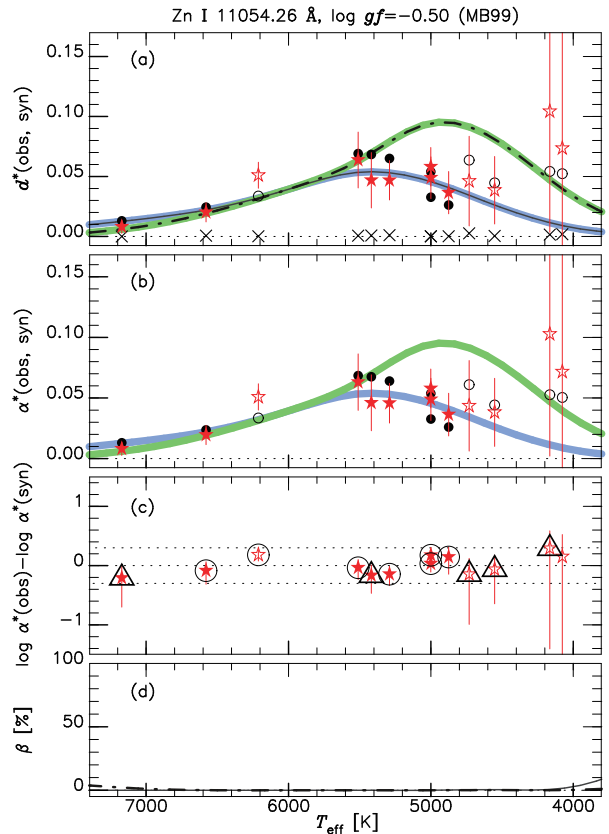 Zn I 11054.26 Å, log gf=−0.50 (MB99)
(a)
0.15
0.10
0.05
0.00
d*(obs, syn)
(b)
0.15
0.10
0.05
0.00
α*(obs, syn)
(c)
1
0
−1
log α*(obs)−log α*(syn)
(d)
100
50
0
β [%]
7000 6000 5000 4000
Teff [K]